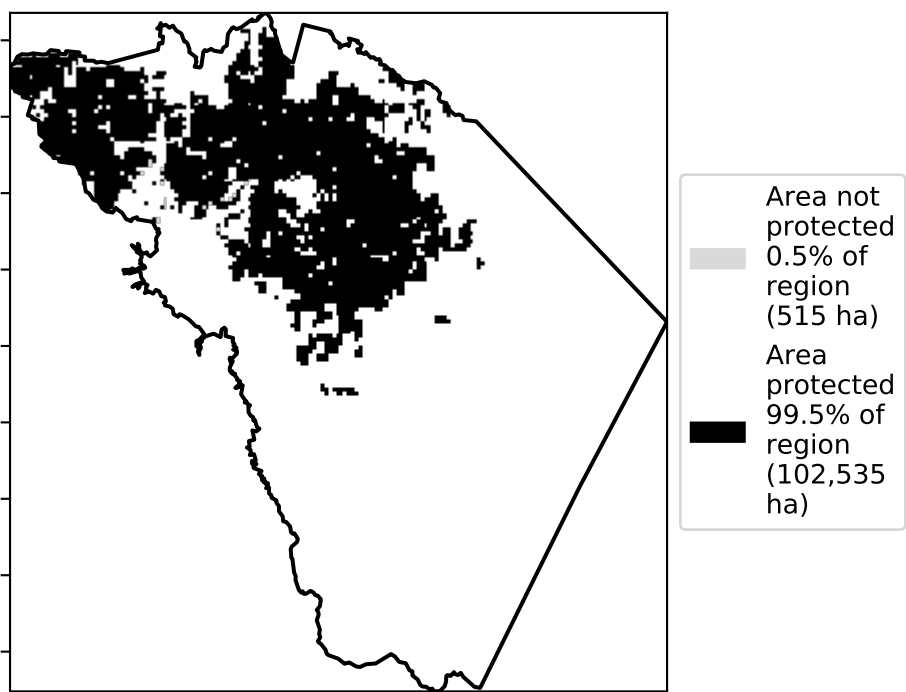 Area not
protected
0.5% of
region
(515 ha)
Area
protected
99.5% of
region
(102,535
ha)